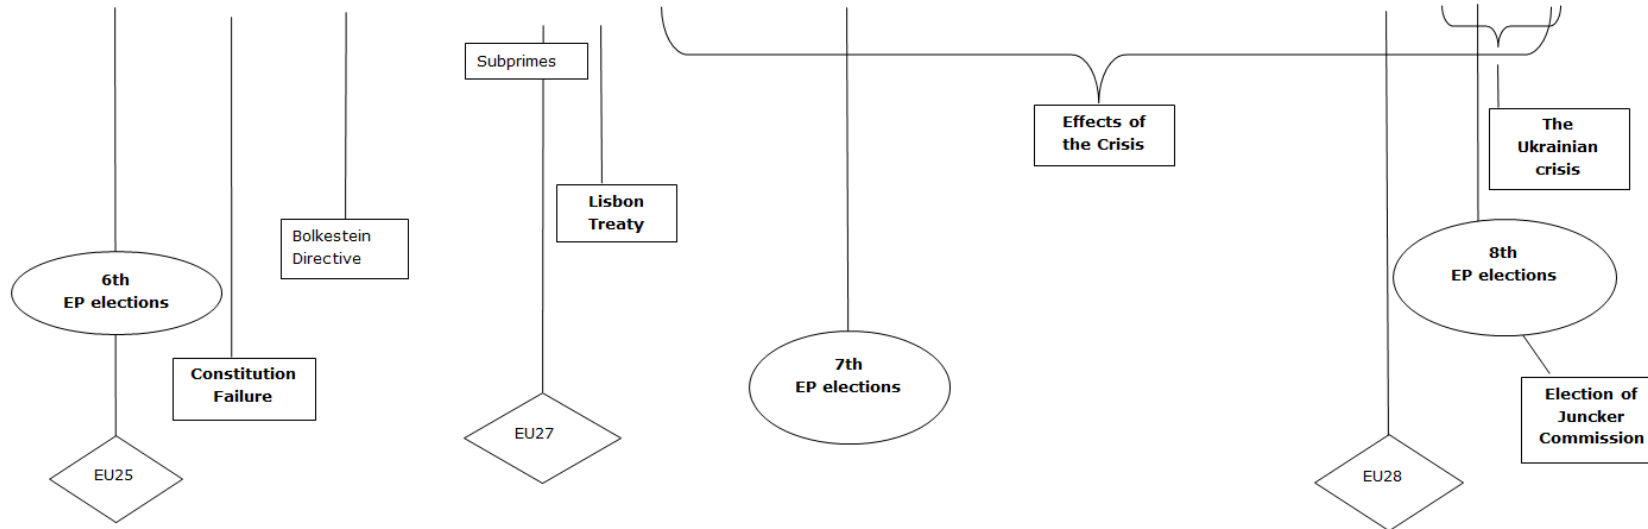 Subprimes
Effects of
the Crisis
The
Ukrainian
crisis
Lisbon
Treaty
Bolkestein
Directive
6th
EP elections
8th
EP elections
7th
EP elections
Constitution
Failure
Election of
Juncker
Commission
EU27
EU25
EU28